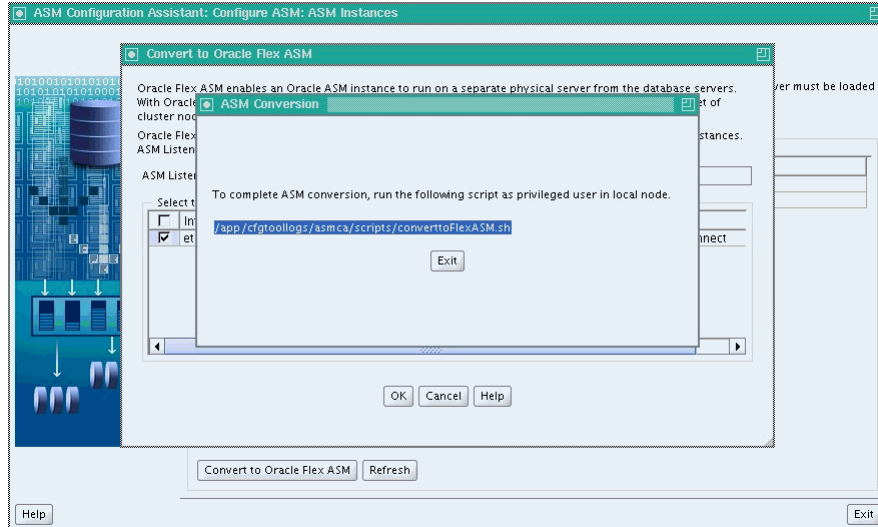 ASM Configuration Assistant: Configure ASM: ASM Instances
Convert to Oracle Flex ASM
Oracle Flex ASM enables an Oracle ASM instance to run on a separate physical server from the database servers.
With Oracle
et of
cluster
ver must be loaded
Oracle Flex
stances.
ASM Listen
ASM Liste
Select t
In
et
nnect
ASM Conversion
To complete ASM conversion, run the following script as privileged user in local node.
/app/cfgtoollogs/asmca/scripts/converttoFlexASM.sh
Exit
OK Cancel Help
Convert to Oracle Flex ASM Refresh
Help Exit